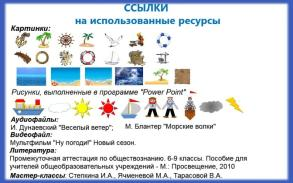 ССЫЛКИ
на использованные ресурсы
Картинки:
Рисунки, выполненные в программе "Power Point"
Аудиофайлы:
И. Дунаевский "Веселый ветер"; М. Блантер "Морские волки"
Видеофайл:
Мультфильм "Ну погоди!" Новый сезон.
Литература:
Промежуточная аттестация по обществознанию. 6-9 классы. Пособие для
учителей общеобразовательных учреждений - М.: Просвещение, 2010
Мастер-классы: Степкина И.А., Ячменевой М.А., Тарасовой В.А.